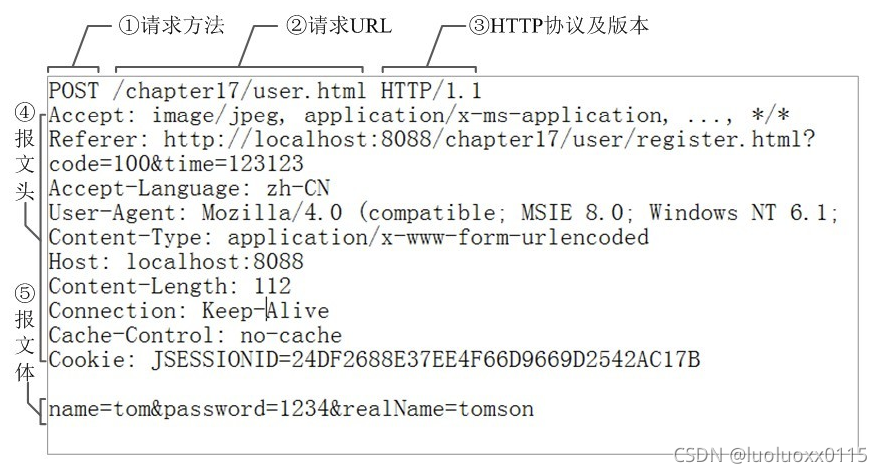 ①请求方法 ②请求URL ③HTTP协议及版本
POST /chapter17/user.html HTTP/1.1
④报文头
Accept: image/jpeg, application/x-ms-application, ..., */*
Referer: http://localhost:8088/chapter17/user/register.html?
code=100&time=123123
Accept-Language: zh-CN
User-Agent: Mozilla/4.0 (compatible; MSIE 8.0; Windows NT 6.1;
Content-Type: application/x-www-form-urlencoded
Host: localhost:8088
Content-Length: 112
Connection: Keep-Alive
Cache-Control: no-cache
Cookie: JSESSIONID=24DF2688E37EE4F66D9669D2542AC17B
⑤报文体
name=tom&password=1234&realName=tomson
CSDN @luoluoxx0115